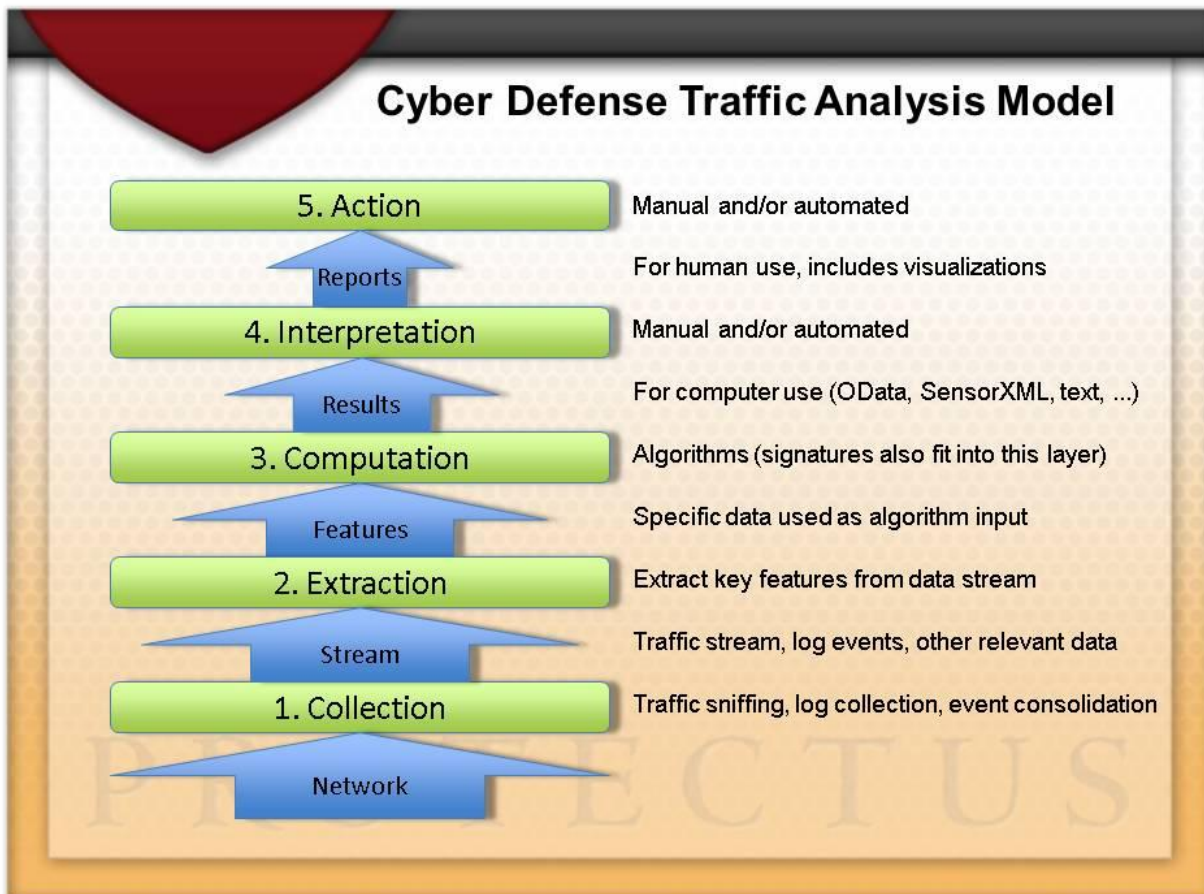 Cyber Defense Traffic Analysis Model
5. Action
Manual and/or automated
Reports
For human use, includes visualizations
4. Interpretation
Manual and/or automated
Results
For computer use (OData, SensorXML, text, ...)
3. Computation
Algorithms (signatures also fit into this layer)
Features
Specific data used as algorithm input
2. Extraction
Extract key features from data stream
Stream
Traffic stream, log events, other relevant data
1. Collection
Traffic sniffing, log collection, event consolidation
Network
PROTECTUS